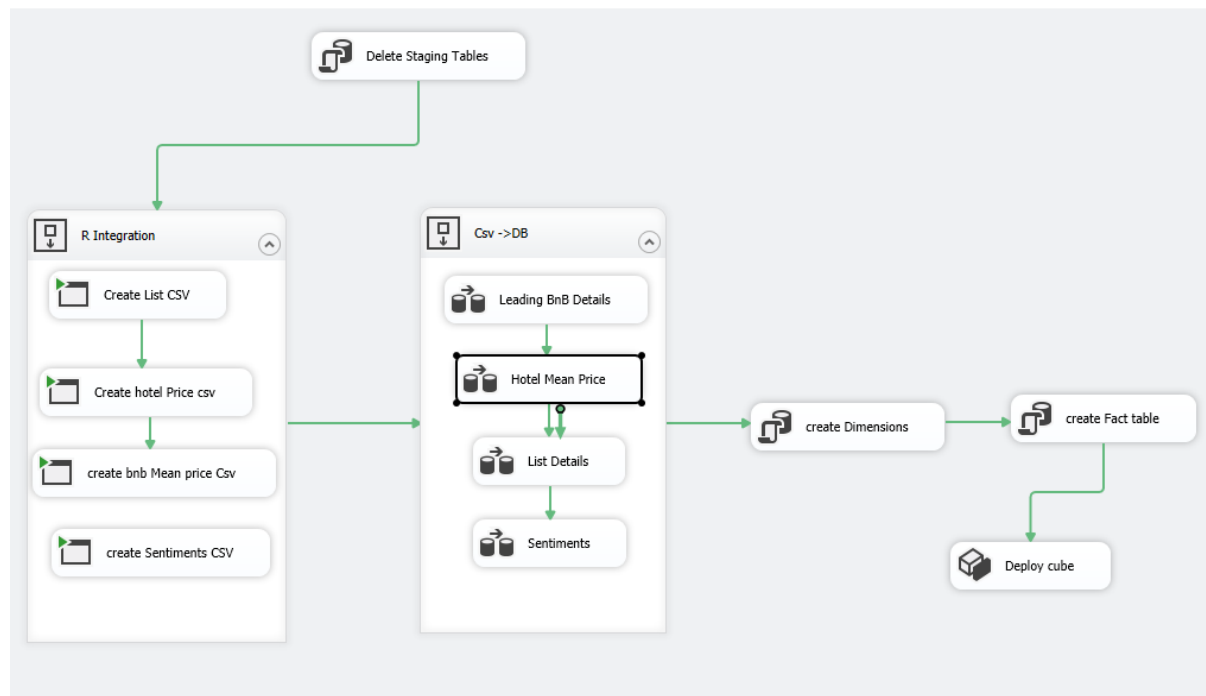 Delete Staging Tables
R Integration
Create List CSV
Create hotel Price csv
create bnb Mean price Csv
create Sentiments CSV
Csv ->DB
Leading BnB Details
Hotel Mean Price
List Details
Sentiments
create Dimensions
create Fact table
Deploy cube